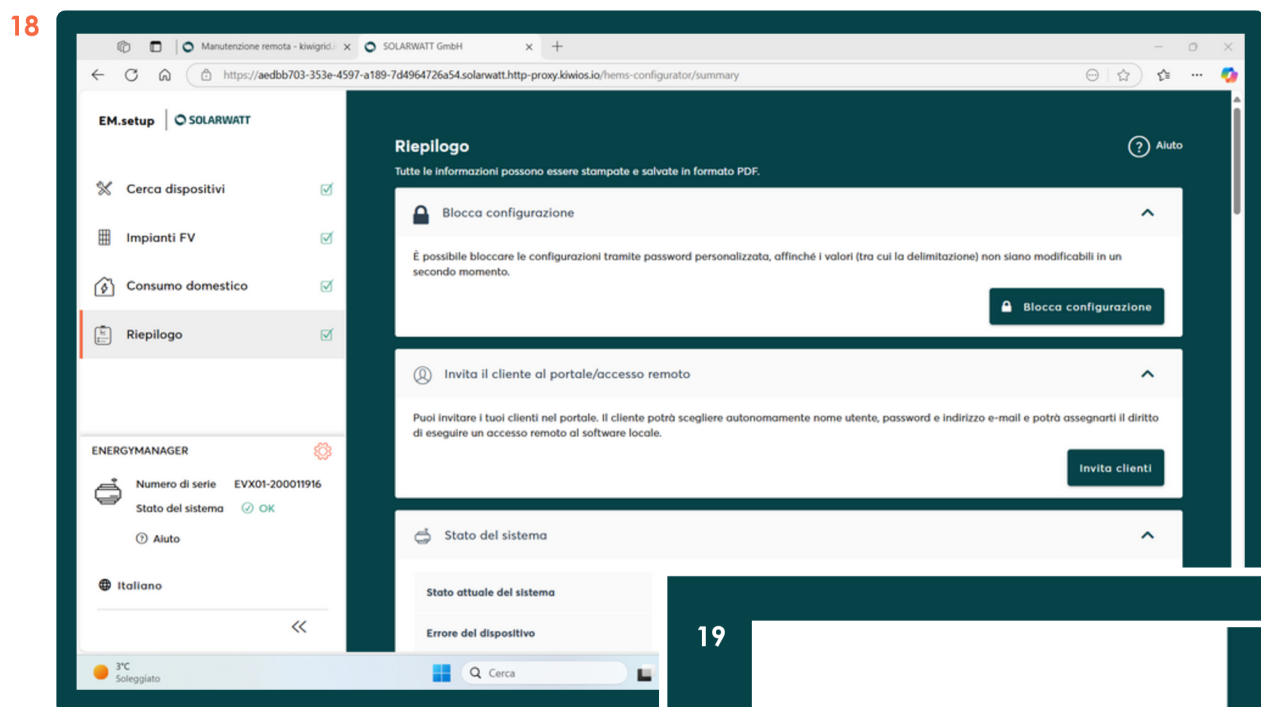 18
Manutenzione remota - kiwigrid.
SOLARWATT GmbH
https://aedbb703-353e-4597-a189-7d4964726a54.solarwatt.http-proxy.kiwios.io/hems-configurator/summary
EM.setup
SOLARWATT
Cerca dispositivi
Impianti FV
Consumo domestico
Riepilogo
ENERGYMANAGER
Numero di serie EVX01-200011916
Stato del sistema OK
Aiuto
Italiano
Riepilogo
Aiuto
Tutte le informazioni possono essere stampate e salvate in formato PDF.
Blocca configurazione
È possibile bloccare le configurazioni tramite password personalizzata, affinché i valori (tra cui la delimitazione) non siano modificabili in un
secondo momento.
Blocca configurazione
Invita il cliente al portale/accesso remoto
Puoi invitare i tuoi clienti nel portale. Il cliente potrà scegliere autonomamente nome utente, password e indirizzo e-mail e potrà assegnarti il diritto
di eseguire un accesso remoto al software locale.
Invita clienti
Stato del sistema
Stato attuale del sistema
Errore del dispositivo
3°C
Soleggiato
Cerca
19